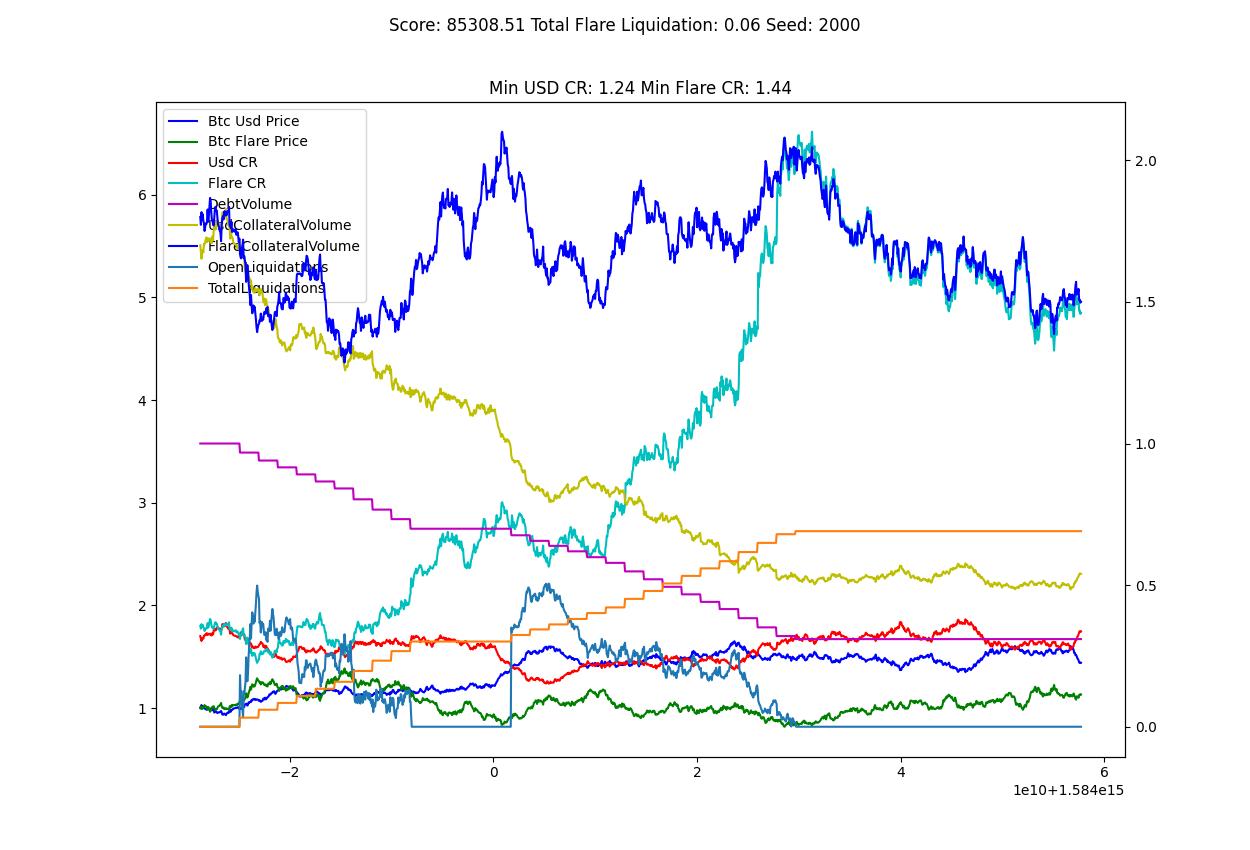 Score: 85308.51 Total Flare Liquidation: 0.06 Seed: 2000
Min USD CR: 1.24 Min Flare CR: 1.44
Btc Usd Price
Btc Flare Price
Usd CR
Flare CR
DebtVolume
UsdCollateralVolume
FlareCollateralVolume
OpenLiquidations
TotalLiquidations
6
5
4
3
2
1
2.0
1.5
1.0
0.5
0.0
−2
0
2
4
6
1e10+1.584e15